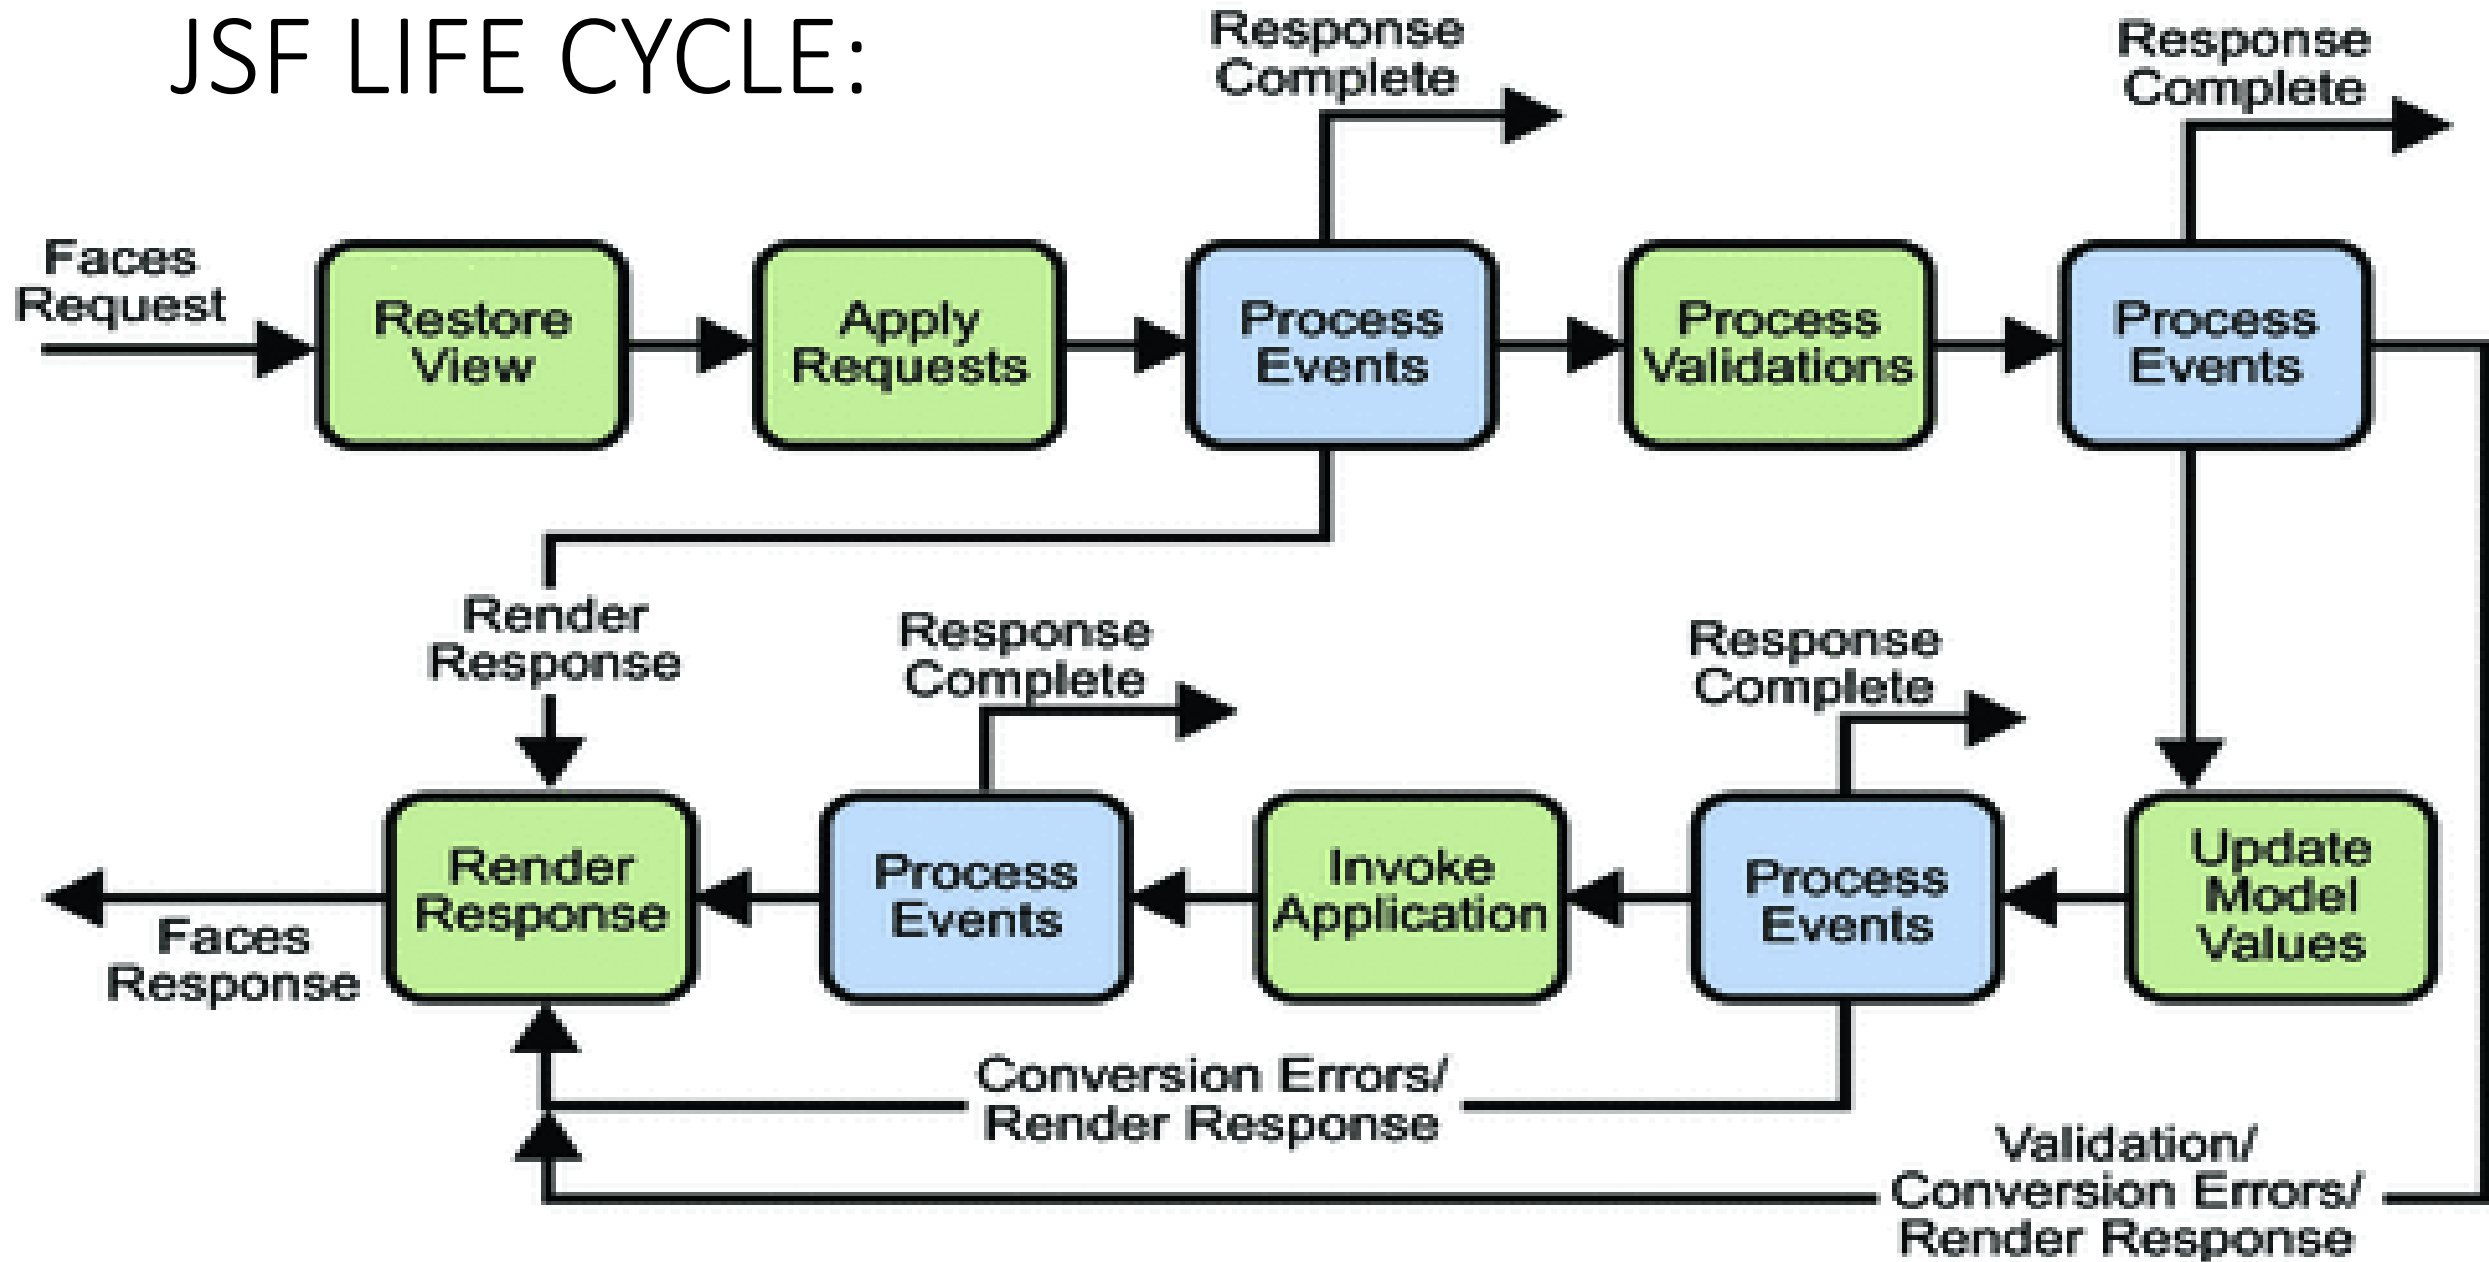 JSF LIFE CYCLE:
Response
Complete
Response
Complete
Faces
Request
Restore
View
Apply
Requests
Process
Events
Process
Validations
Process
Events
Render
Response
Response
Complete
Response
Complete
Render
Response
Process
Events
Invoke
Application
Process
Events
Update
Model
Values
Faces
Response
Conversion Errors/
Render Response
Validation/
Conversion Errors/
Render Response